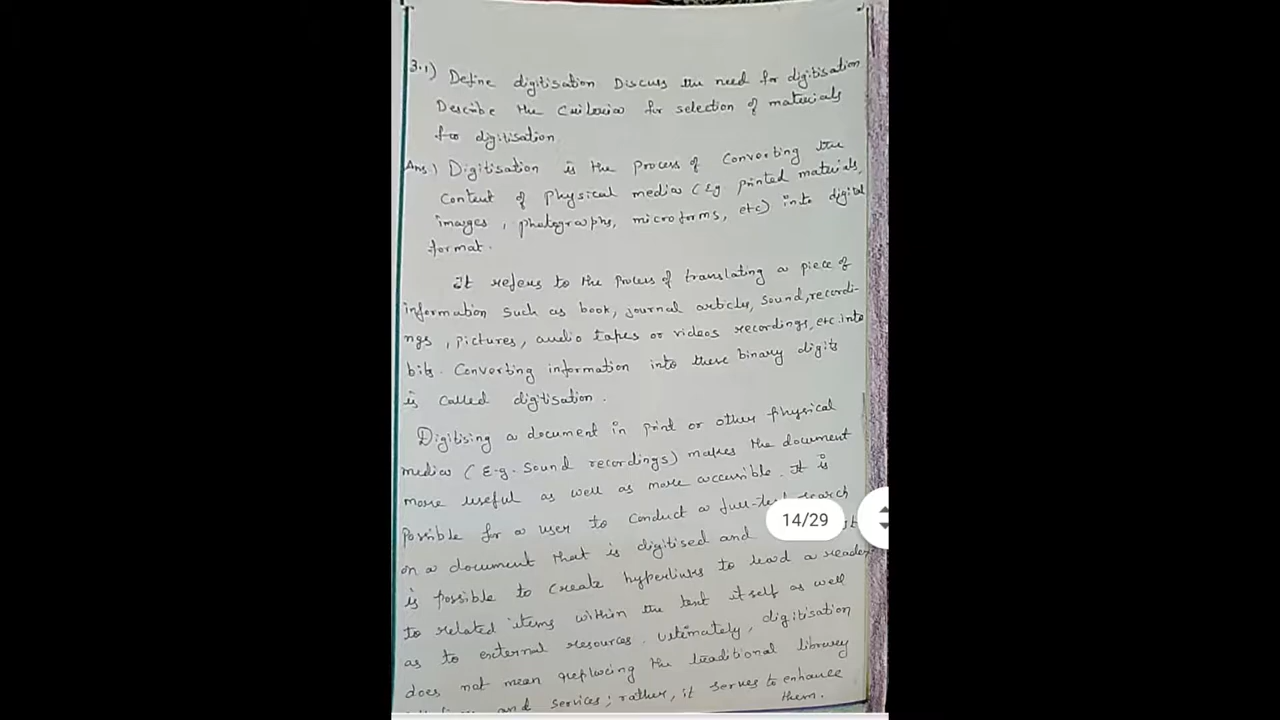 3.1) Define digitisation Discuss the need for digitisation
Describe the Criteria for selection of materials
for digitisation.
Ans) Digitisation is the process of converting the
content of physical media (Eg printed materials,
images, photographs, microforms, etc) into digital
format.
It refers to the process of translating a piece of
information such as book, journal article, sound, recordi-
ngs, pictures, audio tapes or videos recordings, etc. into
bits. Converting information into these binary digits
is called digitisation.
Digitising a document in print or other physical
media (E.g. Sound recordings) makes the document
more useful as well as more accessible. It is
possible for a user to conduct a full-text search
on a document that is digitised and
14/29
is possible to create hyperlinks to lead a reader
to related items within the text itself as well
as to external resources. Ultimately, digitisation
does not mean replacing the traditional library
and services; rather, it serves to enhance
them.